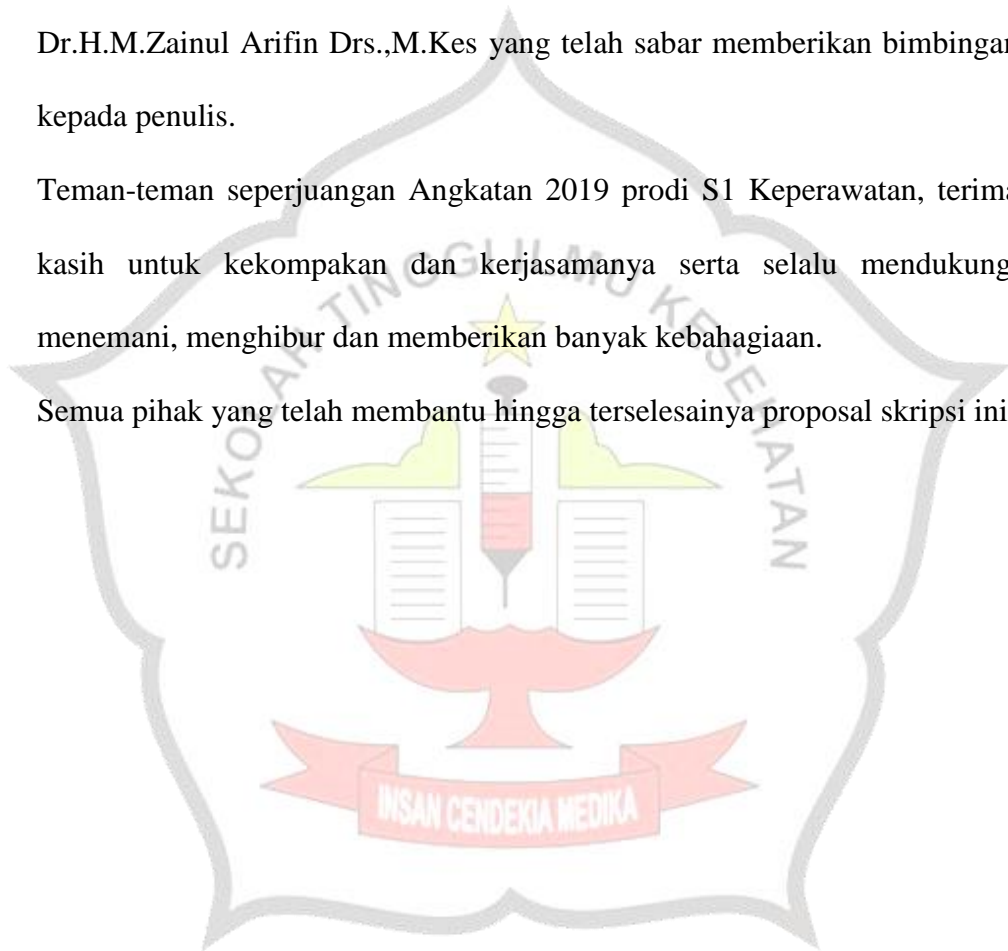 Dr.H.M.Zainul Arifin Drs.,M.Kes yang telah sabar memberikan bimbingan
kepada penulis.
Teman-teman seperjuangan Angkatan 2019 prodi S1 Keperawatan, terima
kasih untuk kekompakan dan kerjasamanya serta selalu mendukung
menemani, menghibur dan memberikan banyak kebahagiaan.
Semua pihak yang telah membantu hingga terselesainya proposal skripsi ini
SEKOLAH TINGGI ILMU KESEHATAN
INSAN CENDEKIA MEDIKA